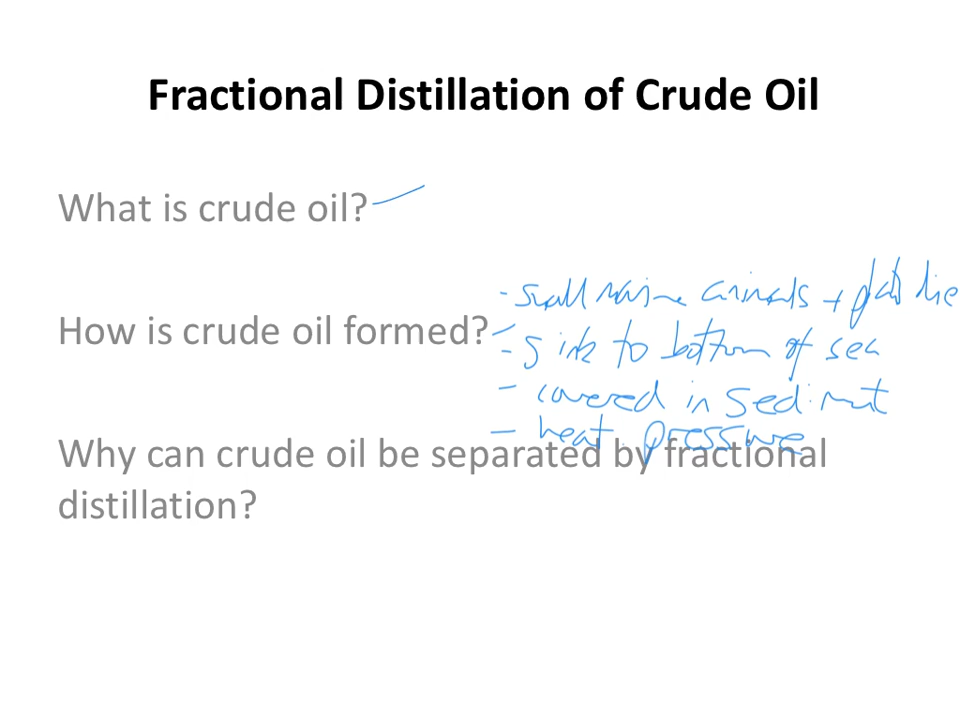 Fractional Distillation of Crude Oil
What is crude oil?
- small marine animals + plants die
How is crude oil formed?
- sink to bottom of sea
- covered in sediment
- heat pressure
Why can crude oil be separated by fractional
distillation?